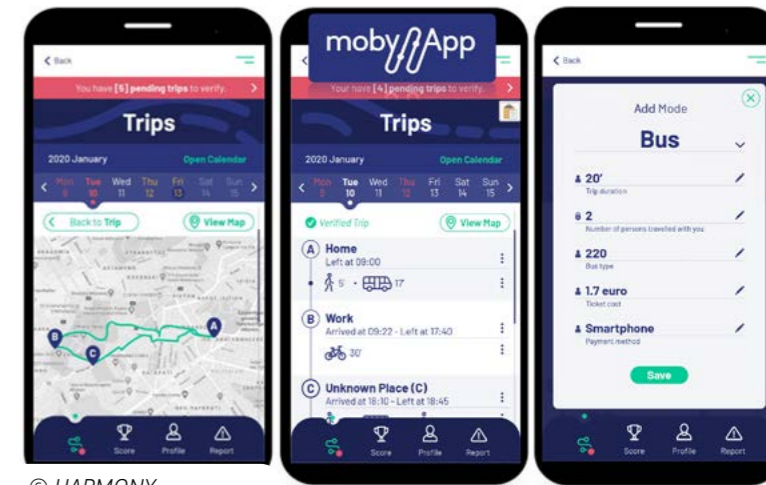 moby App
Back
You have [5] pending trips to verify.
Trips
2020 January
Open Calendar
Mon Tue Wed Thu Fri Sat Sun
9 10 11 12 13 14 15
Back to Trip
View Map
A
B
C
Score Profile Report
Your have [4] pending trips to verify.
Trips
2020 January
Open Calendar
Mon Tue Wed Thu Fri Sat Sun
9 10 11 12 13 14 15
Verified Trip
View Map
A Home
Left at 09:00
5' • 17'
B Work
Arrived at 09:22 - Left at 17:40
30'
C Unknown Place (C)
Arrived at 18:10 - Left at 18:45
Score Profile Report
Back
Add Mode
Bus
20'
Trip duration
2
Number of persons travelled with you
220
Bus type
1.7 euro
Ticket cost
Smartphone
Payment method
Save
Score Profile Report
© HARMONY